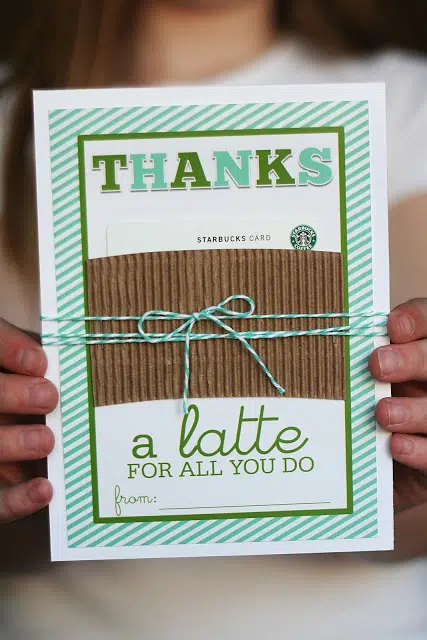 THANKS
STARBUCKS CARD
STARBUCKS
COFFEE
a latte
FOR ALL YOU DO
from: